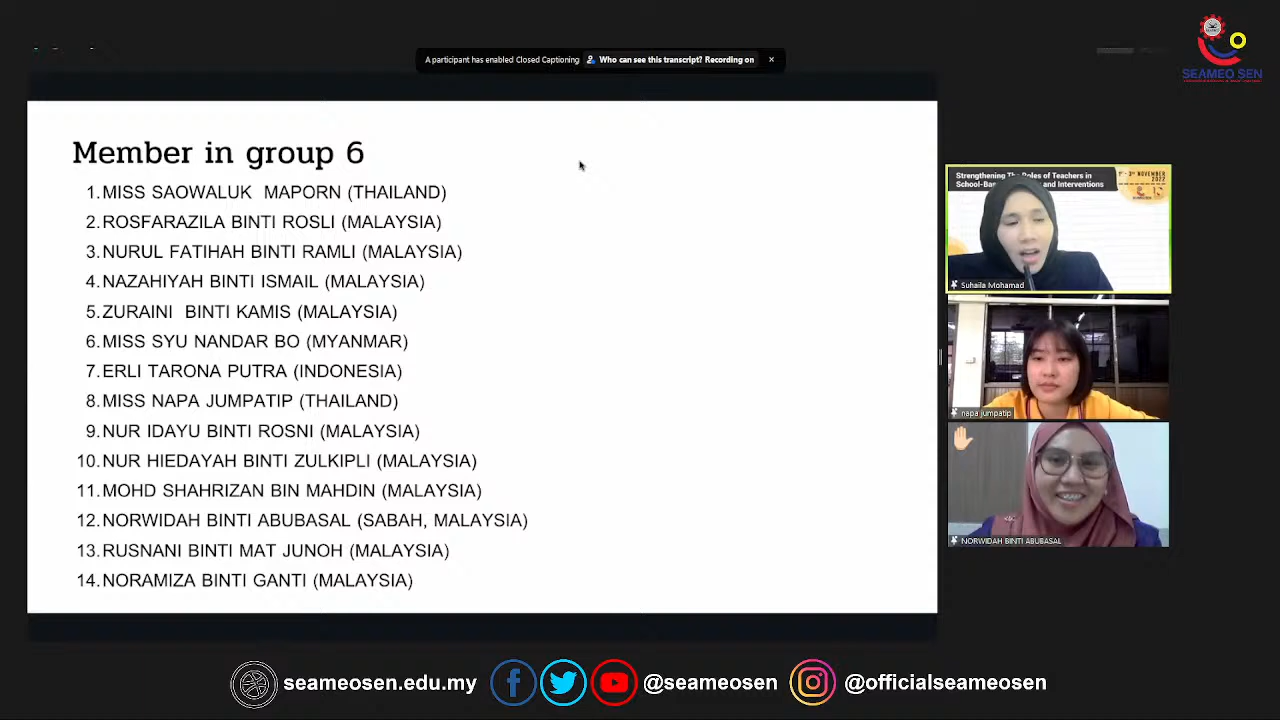 A participant has enabled Closed Captioning Who can see this transcript? Recording on
SEAMEO SEN
Member in group 6
1. MISS SAOWALUK MAPORN (THAILAND)
2. ROSFARAZILA BINTI ROSLI (MALAYSIA)
3. NURUL FATIHAH BINTI RAMLI (MALAYSIA)
4. NAZAHIYAH BINTI ISMAIL (MALAYSIA)
5. ZURAINI BINTI KAMIS (MALAYSIA)
6. MISS SYU NANDAR BO (MYANMAR)
7. ERLI TARONA PUTRA (INDONESIA)
8. MISS NAPA JUMPATIP (THAILAND)
9. NUR IDAYU BINTI ROSNI (MALAYSIA)
10. NUR HIEDAYAH BINTI ZULKIPLI (MALAYSIA)
11. MOHD SHAHRIZAN BIN MAHDIN (MALAYSIA)
12. NORWIDAH BINTI ABUBASAL (SABAH, MALAYSIA)
13. RUSNANI BINTI MAT JUNOH (MALAYSIA)
14. NORAMIZA BINTI GANTI (MALAYSIA)
Strengthening The Roles of Teachers in
School-Ba and Interventions
NOVEMBER
2022
Suhaila Mohamad
napa jumpatip
NORWIDAH BINTI ABUBASAL
seameosen.edu.my @seameosen @officialseameosen